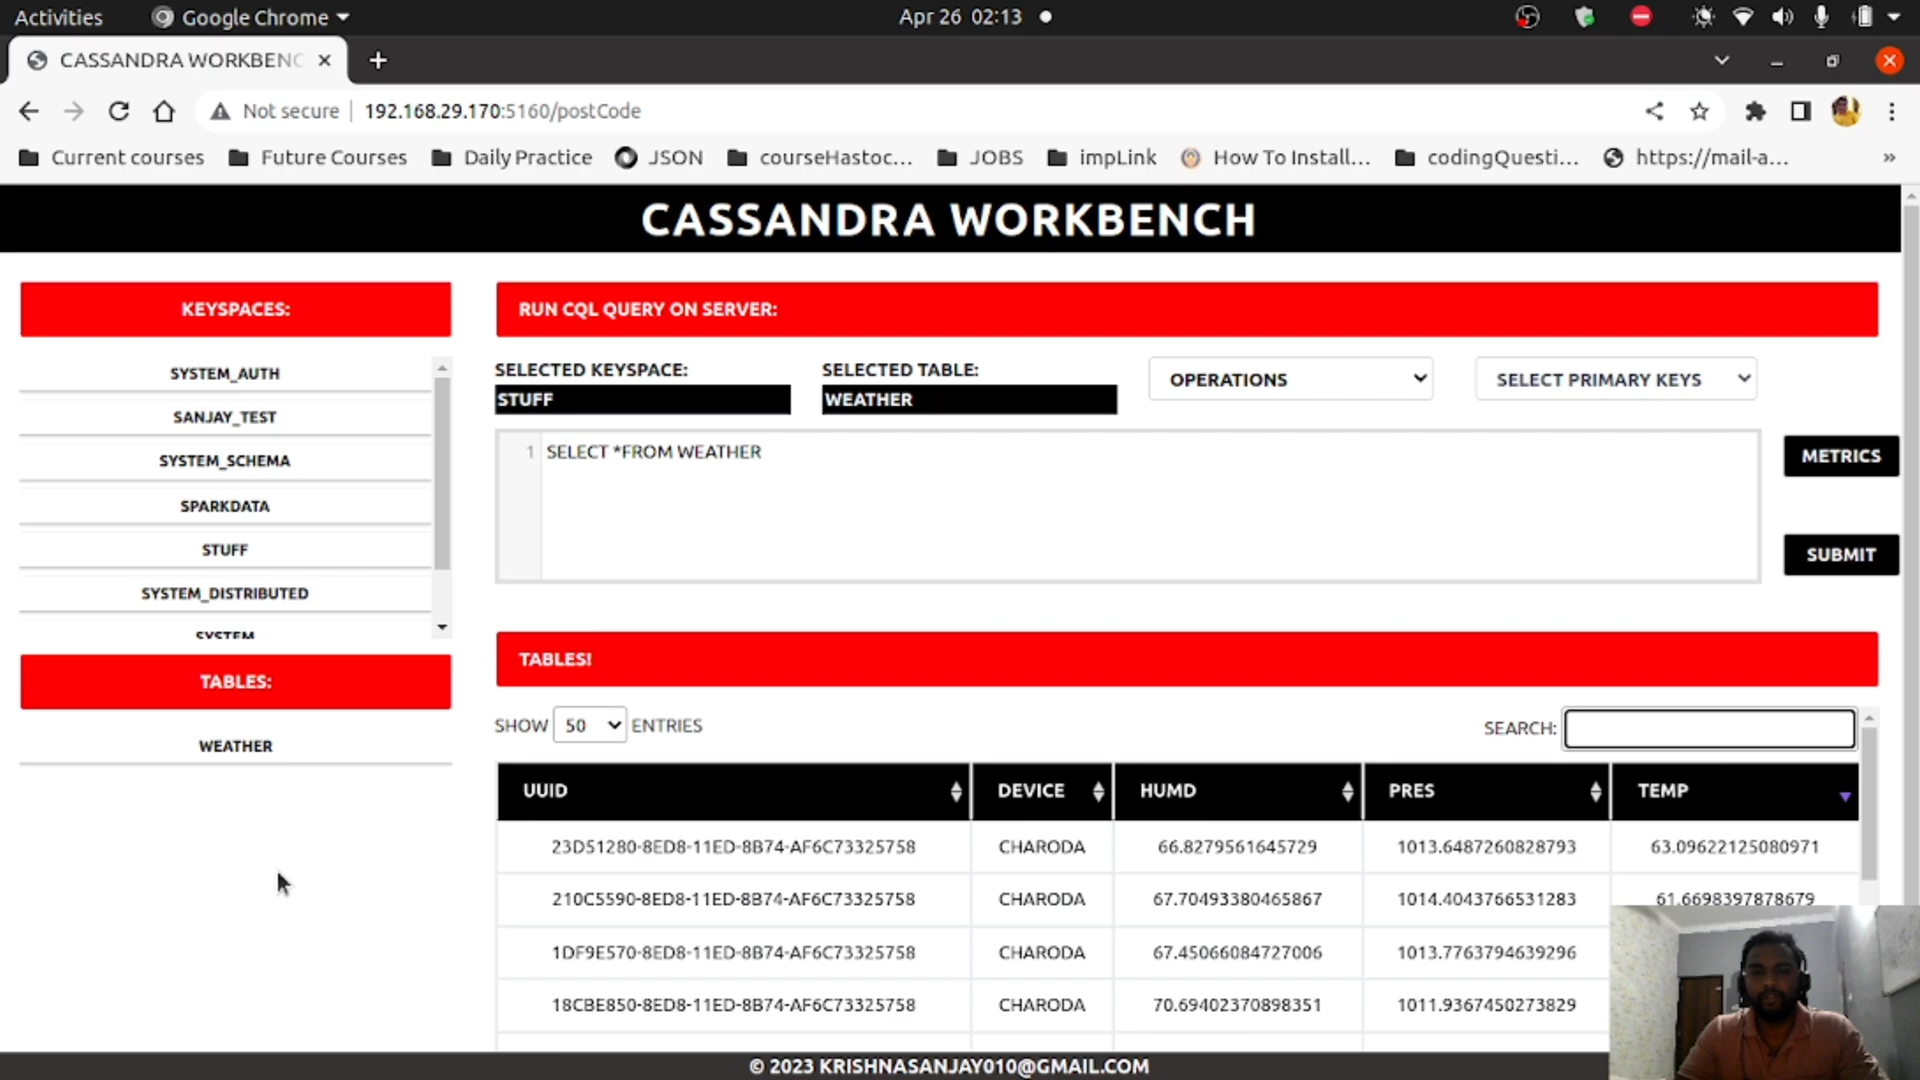 Activities
Google Chrome
Apr 26 02:13
CASSANDRA WORKBENC
Not secure
192.168.29.170:5160/postCode
Current courses
Future Courses
Daily Practice
JSON
courseHastoc...
JOBS
impLink
How To Install...
codingQuesti...
https://mail-a...
»
CASSANDRA WORKBENCH
KEYSPACES:
SYSTEM_AUTH
SANJAY_TEST
SYSTEM_SCHEMA
SPARKDATA
STUFF
SYSTEM_DISTRIBUTED
SYSTEM
TABLES:
WEATHER
RUN CQL QUERY ON SERVER:
SELECTED KEYSPACE:
STUFF
SELECTED TABLE:
WEATHER
OPERATIONS
SELECT PRIMARY KEYS
1 SELECT *FROM WEATHER
METRICS
SUBMIT
TABLES!
SHOW 50 ENTRIES
SEARCH:
UUID DEVICE HUMD PRES TEMP
23D51280-8ED8-11ED-8B74-AF6C73325758 CHARODA 66.8279561645729 1013.6487260828793 63.09622125080971
210C5590-8ED8-11ED-8B74-AF6C73325758 CHARODA 67.70493380465867 1014.4043766531283 61.6698397878679
1DF9E570-8ED8-11ED-8B74-AF6C73325758 CHARODA 67.45066084727006 1013.7763794639296
18CBE850-8ED8-11ED-8B74-AF6C73325758 CHARODA 70.69402370898351 1011.9367450273829
© 2023 KRISHNASANJAY010@GMAIL.COM